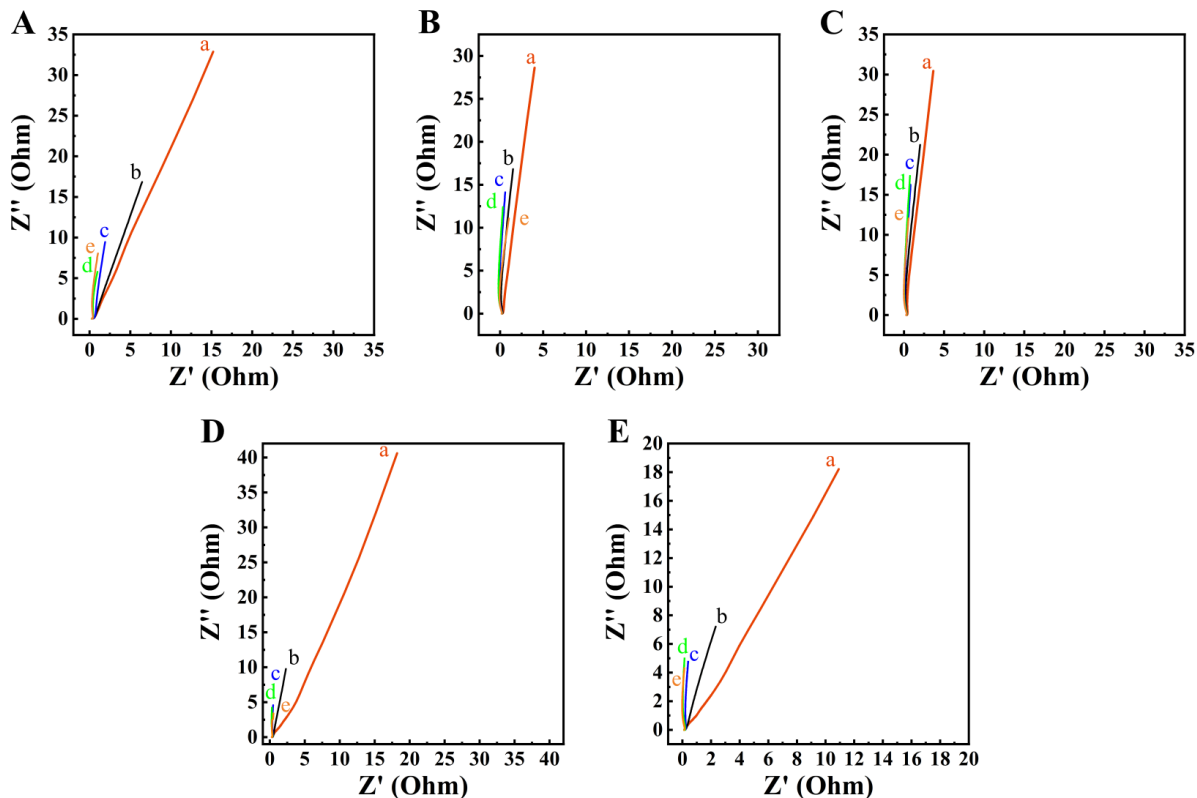 A
Z'' (Ohm)
35
30
25
20
15
10
5
0
a
b
c
e
d
0 5 10 15 20 25 30 35
Z' (Ohm)
B
Z'' (Ohm)
30
25
20
15
10
5
0
a
b
c
d
e
0 5 10 15 20 25 30
Z' (Ohm)
C
Z'' (Ohm)
35
30
25
20
15
10
5
0
a
b
c
d
e
0 5 10 15 20 25 30 35
Z' (Ohm)
D
Z'' (Ohm)
40
35
30
25
20
15
10
5
0
a
b
c
d
e
0 5 10 15 20 25 30 35 40
Z' (Ohm)
E
Z'' (Ohm)
20
18
16
14
12
10
8
6
4
2
0
a
b
d
c
e
0 2 4 6 8 10 12 14 16 18 20
Z' (Ohm)